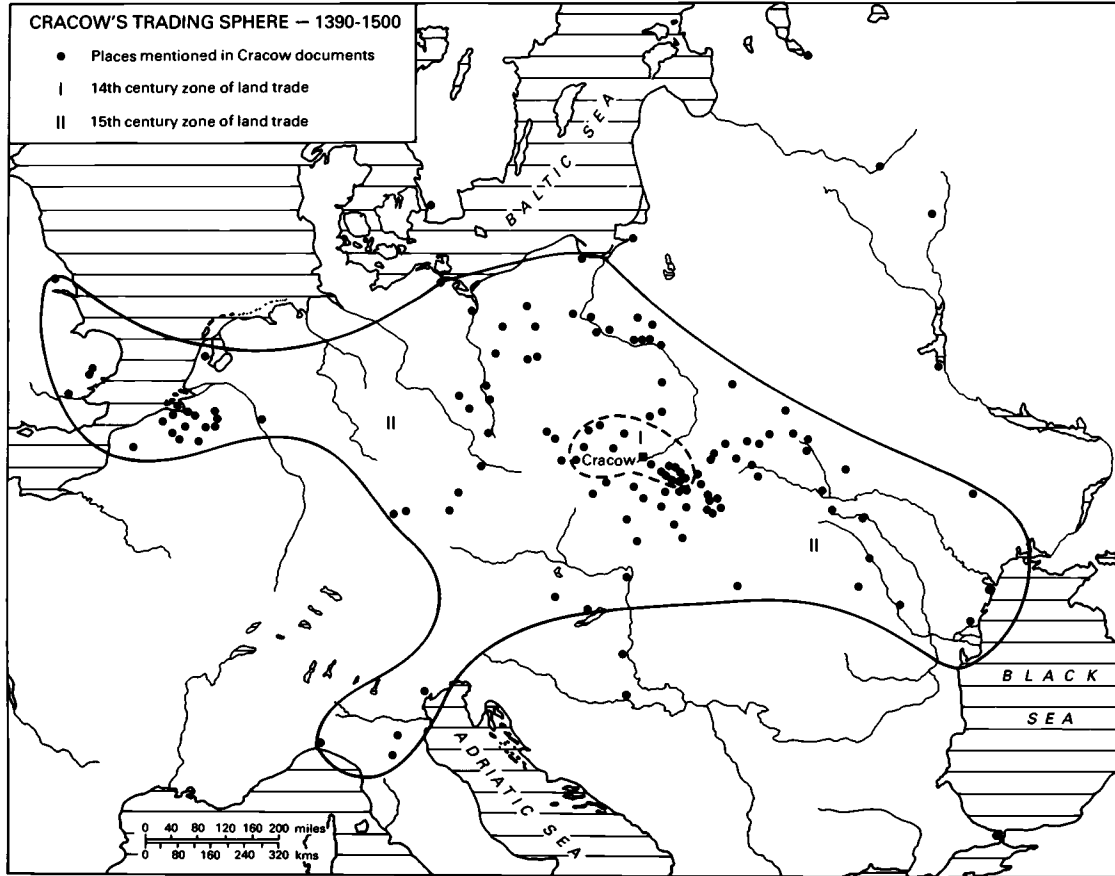 CRACOW'S TRADING SPHERE – 1390-1500
Places mentioned in Cracow documents
I 14th century zone of land trade
II 15th century zone of land trade
BALTIC SEA
II
I
Cracow
II
BLACK
SEA
ADRIATIC SEA
0 40 80 120 160 200 miles
0 80 160 240 320 kms